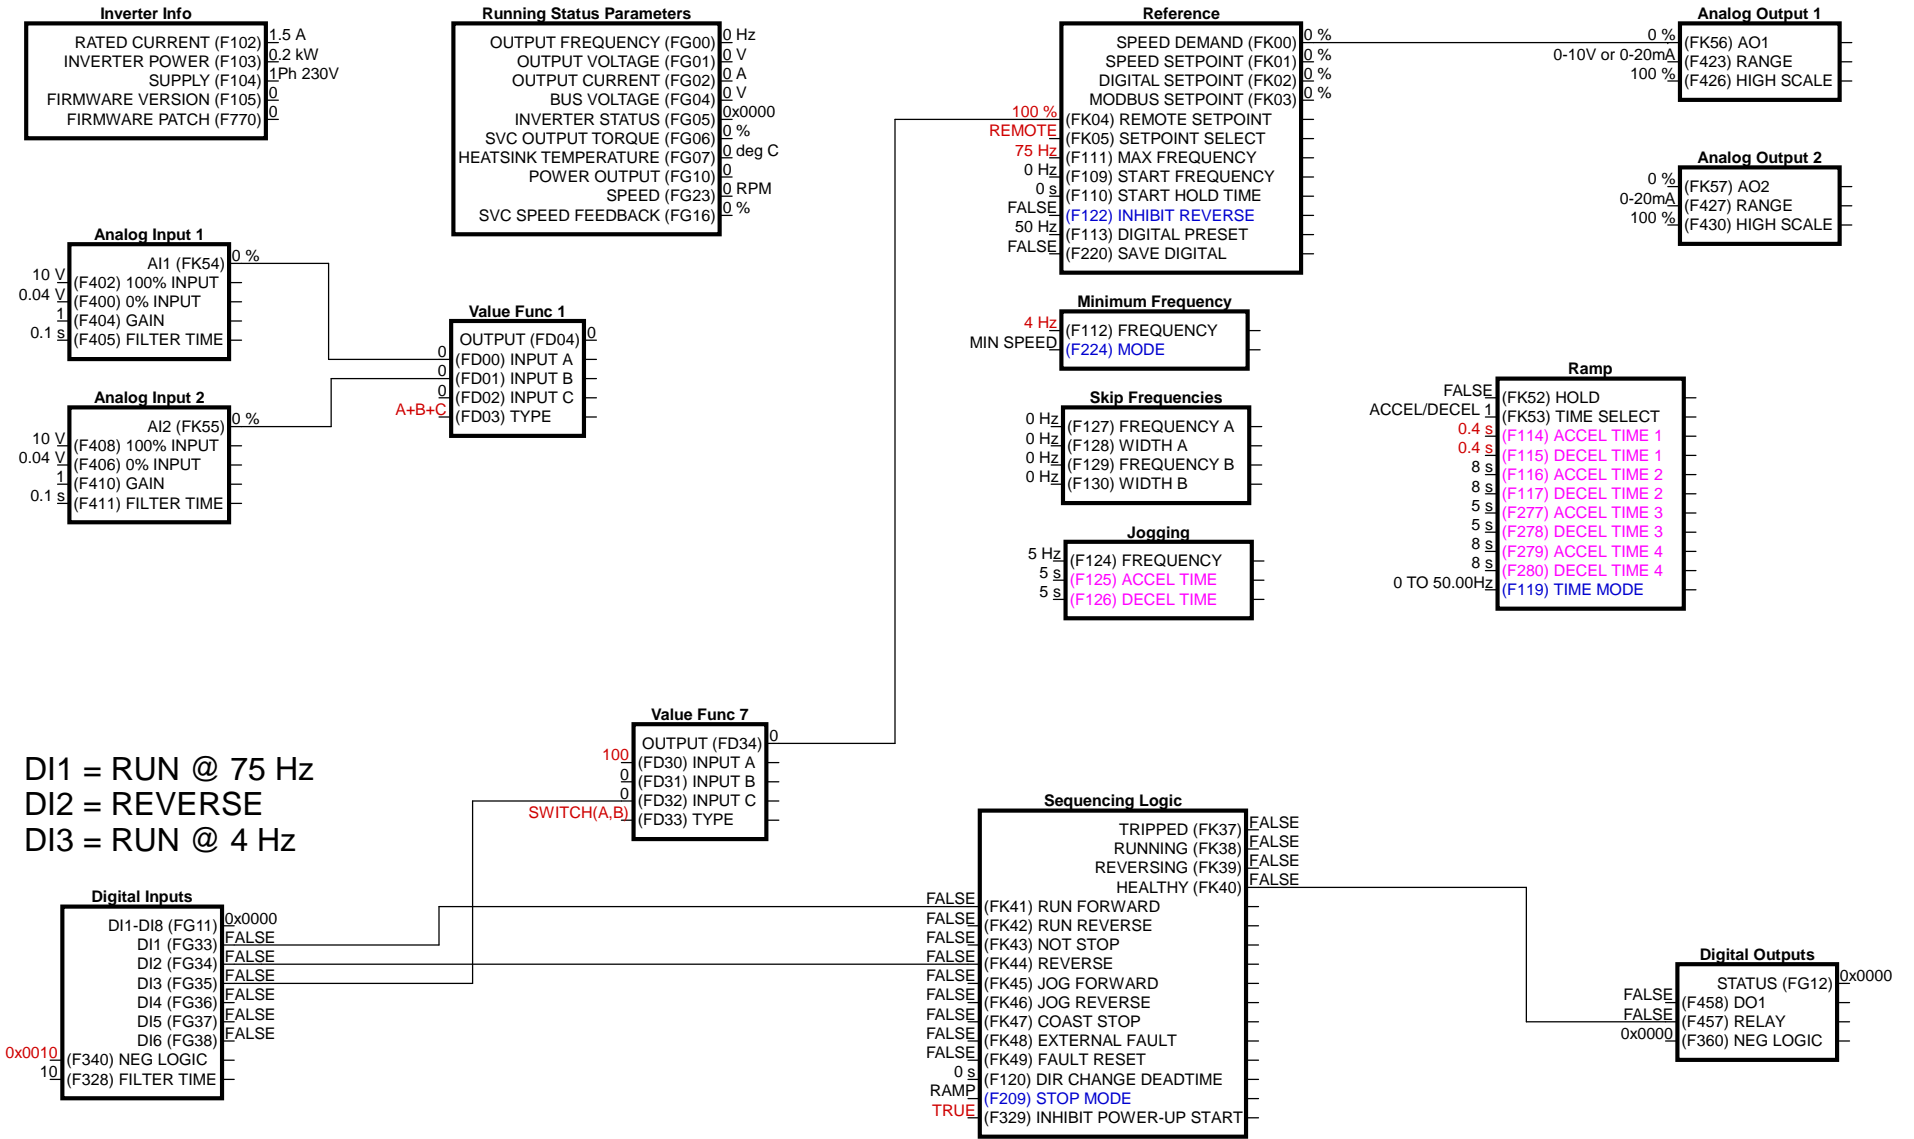 Inverter Info
RATED CURRENT (F102) 1.5 A
INVERTER POWER (F103) 0.2 kW
SUPPLY (F104) 1Ph 230V
FIRMWARE VERSION (F105) 0
FIRMWARE PATCH (F770) 0
Running Status Parameters
OUTPUT FREQUENCY (FG00) 0 Hz
OUTPUT VOLTAGE (FG01) 0 V
OUTPUT CURRENT (FG02) 0 A
BUS VOLTAGE (FG04) 0 V
INVERTER STATUS (FG05) 0x0000
SVC OUTPUT TORQUE (FG06) 0 %
HEATSINK TEMPERATURE (FG07) 0 deg C
POWER OUTPUT (FG10) 0
SPEED (FG23) 0 RPM
SVC SPEED FEEDBACK (FG16) 0 %
Reference
SPEED DEMAND (FK00) 0 %
SPEED SETPOINT (FK01) 0 %
DIGITAL SETPOINT (FK02) 0 %
MODBUS SETPOINT (FK03) 0 %
100 % (FK04) REMOTE SETPOINT
REMOTE (FK05) SETPOINT SELECT
75 Hz (F111) MAX FREQUENCY
0 Hz (F109) START FREQUENCY
0 s (F110) START HOLD TIME
FALSE (F122) INHIBIT REVERSE
50 Hz (F113) DIGITAL PRESET
FALSE (F220) SAVE DIGITAL
Analog Output 1
0 % (FK56) AO1
0-10V or 0-20mA (F423) RANGE
100 % (F426) HIGH SCALE
Analog Output 2
0 % (FK57) AO2
0-20mA (F427) RANGE
100 % (F430) HIGH SCALE
Analog Input 1
AI1 (FK54) 0 %
10 V (F402) 100% INPUT
0.04 V (F400) 0% INPUT
1 (F404) GAIN
0.1 s (F405) FILTER TIME
Value Func 1
OUTPUT (FD04) 0
0 (FD00) INPUT A
0 (FD01) INPUT B
0 (FD02) INPUT C
A+B+C (FD03) TYPE
Analog Input 2
AI2 (FK55) 0 %
10 V (F408) 100% INPUT
0.04 V (F406) 0% INPUT
1 (F410) GAIN
0.1 s (F411) FILTER TIME
Minimum Frequency
4 Hz (F112) FREQUENCY
MIN SPEED (F224) MODE
Skip Frequencies
0 Hz (F127) FREQUENCY A
0 Hz (F128) WIDTH A
0 Hz (F129) FREQUENCY B
0 Hz (F130) WIDTH B
Jogging
5 Hz (F124) FREQUENCY
5 s (F125) ACCEL TIME
5 s (F126) DECEL TIME
Ramp
FALSE (FK52) HOLD
ACCEL/DECEL 1 (FK53) TIME SELECT
0.4 s (F114) ACCEL TIME 1
0.4 s (F115) DECEL TIME 1
8 s (F116) ACCEL TIME 2
8 s (F117) DECEL TIME 2
5 s (F277) ACCEL TIME 3
5 s (F278) DECEL TIME 3
8 s (F279) ACCEL TIME 4
8 s (F280) DECEL TIME 4
0 TO 50.00Hz (F119) TIME MODE
Value Func 7
OUTPUT (FD34) 0
100 (FD30) INPUT A
0 (FD31) INPUT B
0 (FD32) INPUT C
SWITCH(A,B) (FD33) TYPE
DI1 = RUN @ 75 Hz
DI2 = REVERSE
DI3 = RUN @ 4 Hz
Digital Inputs
DI1-DI8 (FG11) 0x0000
DI1 (FG33) FALSE
DI2 (FG34) FALSE
DI3 (FG35) FALSE
DI4 (FG36) FALSE
DI5 (FG37) FALSE
DI6 (FG38) FALSE
0x0010 (F340) NEG LOGIC
10 (F328) FILTER TIME
Sequencing Logic
TRIPPED (FK37) FALSE
RUNNING (FK38) FALSE
REVERSING (FK39) FALSE
HEALTHY (FK40) FALSE
FALSE (FK41) RUN FORWARD
FALSE (FK42) RUN REVERSE
FALSE (FK43) NOT STOP
FALSE (FK44) REVERSE
FALSE (FK45) JOG FORWARD
FALSE (FK46) JOG REVERSE
FALSE (FK47) COAST STOP
FALSE (FK48) EXTERNAL FAULT
FALSE (FK49) FAULT RESET
0 s (F120) DIR CHANGE DEADTIME
RAMP (F209) STOP MODE
TRUE (F329) INHIBIT POWER-UP START
Digital Outputs
STATUS (FG12) 0x0000
FALSE (F458) DO1
FALSE (F457) RELAY
0x0000 (F360) NEG LOGIC